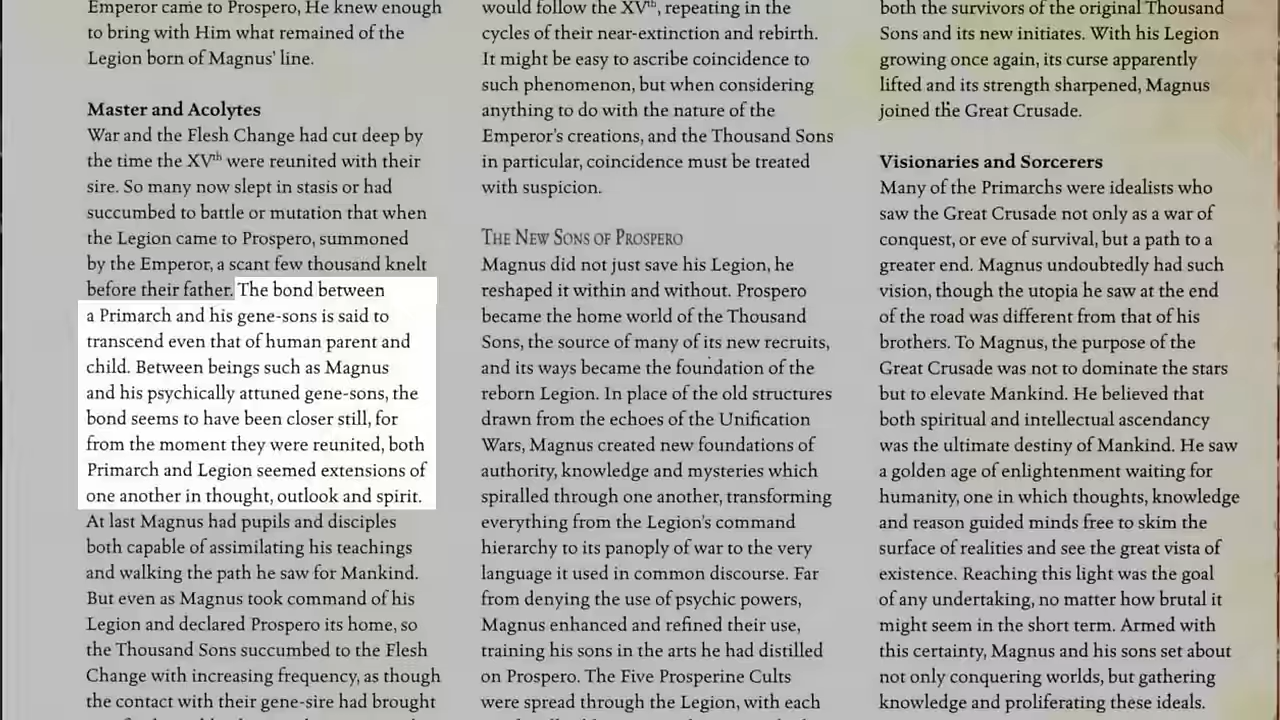 Emperor came to Prospero, He knew enough
to bring with Him what remained of the
Legion born of Magnus' line.
Master and Acolytes
War and the Flesh Change had cut deep by
the time the XVth were reunited with their
sire. So many now slept in stasis or had
succumbed to battle or mutation that when
the Legion came to Prospero, summoned
by the Emperor, a scant few thousand knelt
before their father. The bond between
a Primarch and his gene-sons is said to
transcend even that of human parent and
child. Between beings such as Magnus
and his psychically attuned gene-sons, the
bond seems to have been closer still, for
from the moment they were reunited, both
Primarch and Legion seemed extensions of
one another in thought, outlook and spirit.
At last Magnus had pupils and disciples
both capable of assimilating his teachings
and walking the path he saw for Mankind.
But even as Magnus took command of his
Legion and declared Prospero its home, so
the Thousand Sons succumbed to the Flesh
Change with increasing frequency, as though
the contact with their gene-sire had brought
would follow the XVth, repeating in the
cycles of their near-extinction and rebirth.
It might be easy to ascribe coincidence to
such phenomenon, but when considering
anything to do with the nature of the
Emperor's creations, and the Thousand Sons
in particular, coincidence must be treated
with suspicion.
The New Sons of Prospero
Magnus did not just save his Legion, he
reshaped it within and without. Prospero
became the home world of the Thousand
Sons, the source of many of its new recruits,
and its ways became the foundation of the
reborn Legion. In place of the old structures
drawn from the echoes of the Unification
Wars, Magnus created new foundations of
authority, knowledge and mysteries which
spiralled through one another, transforming
everything from the Legion's command
hierarchy to its panoply of war to the very
language it used in common discourse. Far
from denying the use of psychic powers,
Magnus enhanced and refined their use,
training his sons in the arts he had distilled
on Prospero. The Five Prosperine Cults
were spread through the Legion, with each
both the survivors of the original Thousand
Sons and its new initiates. With his Legion
growing once again, its curse apparently
lifted and its strength sharpened, Magnus
joined the Great Crusade.
Visionaries and Sorcerers
Many of the Primarchs were idealists who
saw the Great Crusade not only as a war of
conquest, or eve of survival, but a path to a
greater end. Magnus undoubtedly had such
vision, though the utopia he saw at the end
of the road was different from that of his
brothers. To Magnus, the purpose of the
Great Crusade was not to dominate the stars
but to elevate Mankind. He believed that
both spiritual and intellectual ascendancy
was the ultimate destiny of Mankind. He saw
a golden age of enlightenment waiting for
humanity, one in which thoughts, knowledge
and reason guided minds free to skim the
surface of realities and see the great vista of
existence. Reaching this light was the goal
of any undertaking, no matter how brutal it
might seem in the short term. Armed with
this certainty, Magnus and his sons set about
not only conquering worlds, but gathering
knowledge and proliferating these ideals.